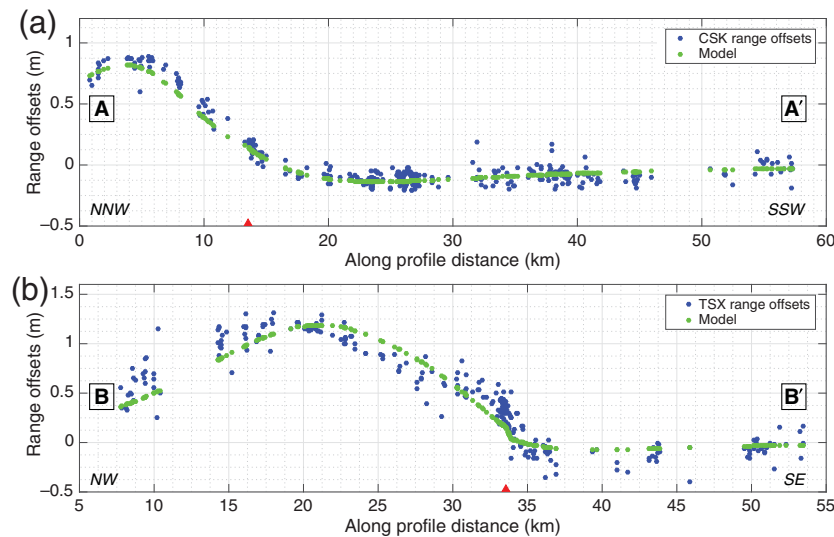 (a)
1
0.5
0
−0.5
Range offsets (m)
CSK range offsets
Model
A
A′
NNW
SSW
0
10
20
30
40
50
60
Along profile distance (km)
(b)
1.5
1
0.5
0
−0.5
Range offsets (m)
TSX range offsets
Model
B
B′
NW
SE
5
10
15
20
25
30
35
40
45
50
55
Along profile distance (km)